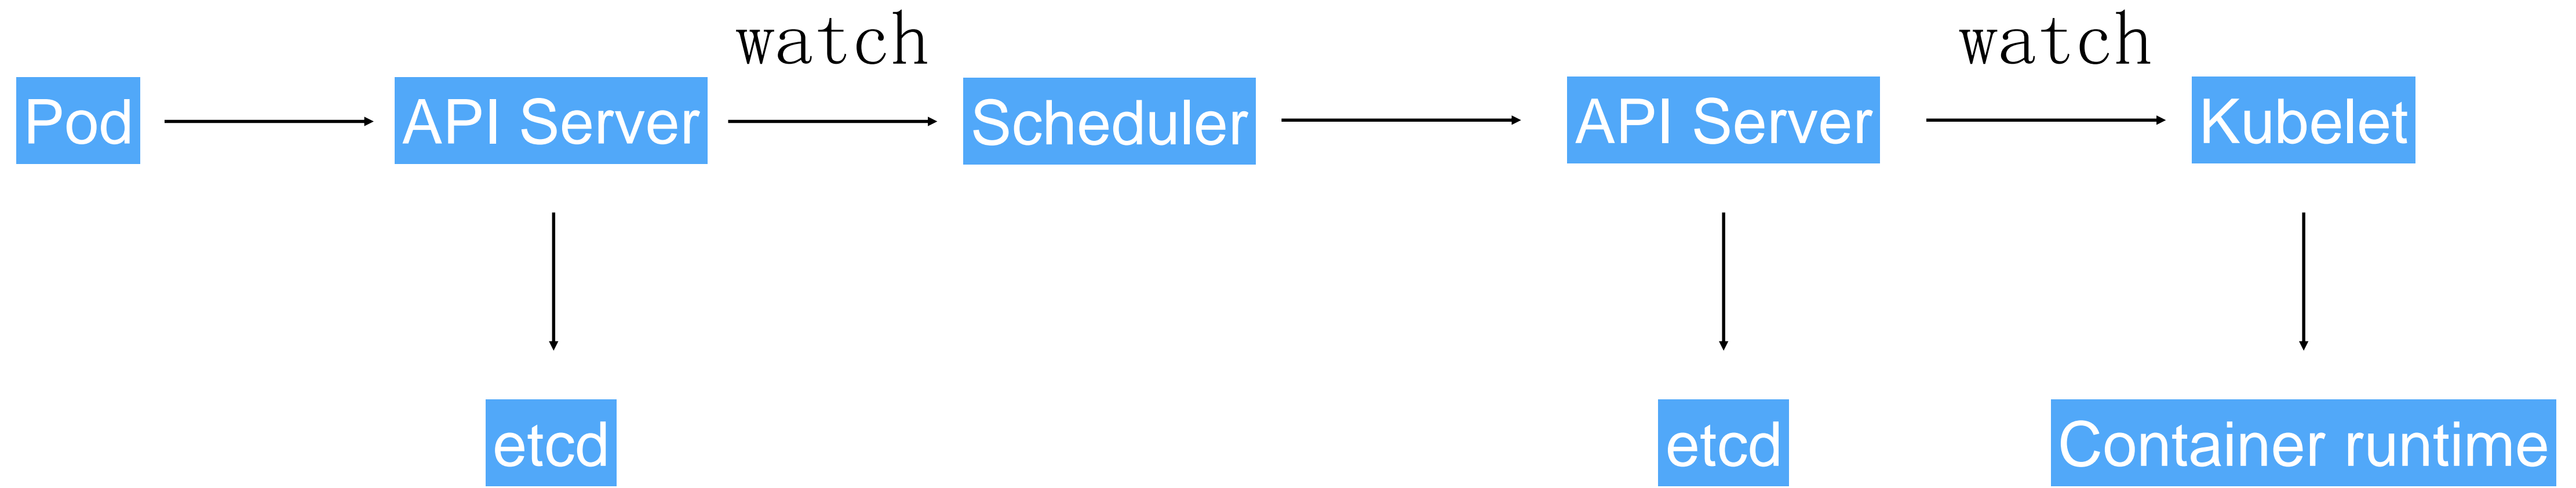 watch
watch
Pod
API Server
Scheduler
API Server
Kubelet
etcd
etcd
Container runtime